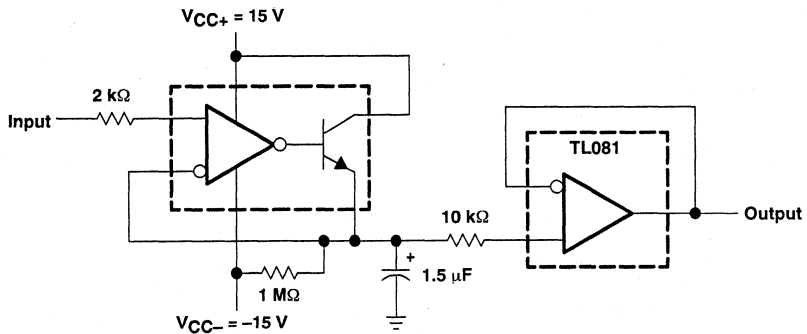 VCC+ = 15 V
2 kΩ
Input
TL081
Output
10 kΩ
+
1.5 μF
1 MΩ
VCC− = −15 V